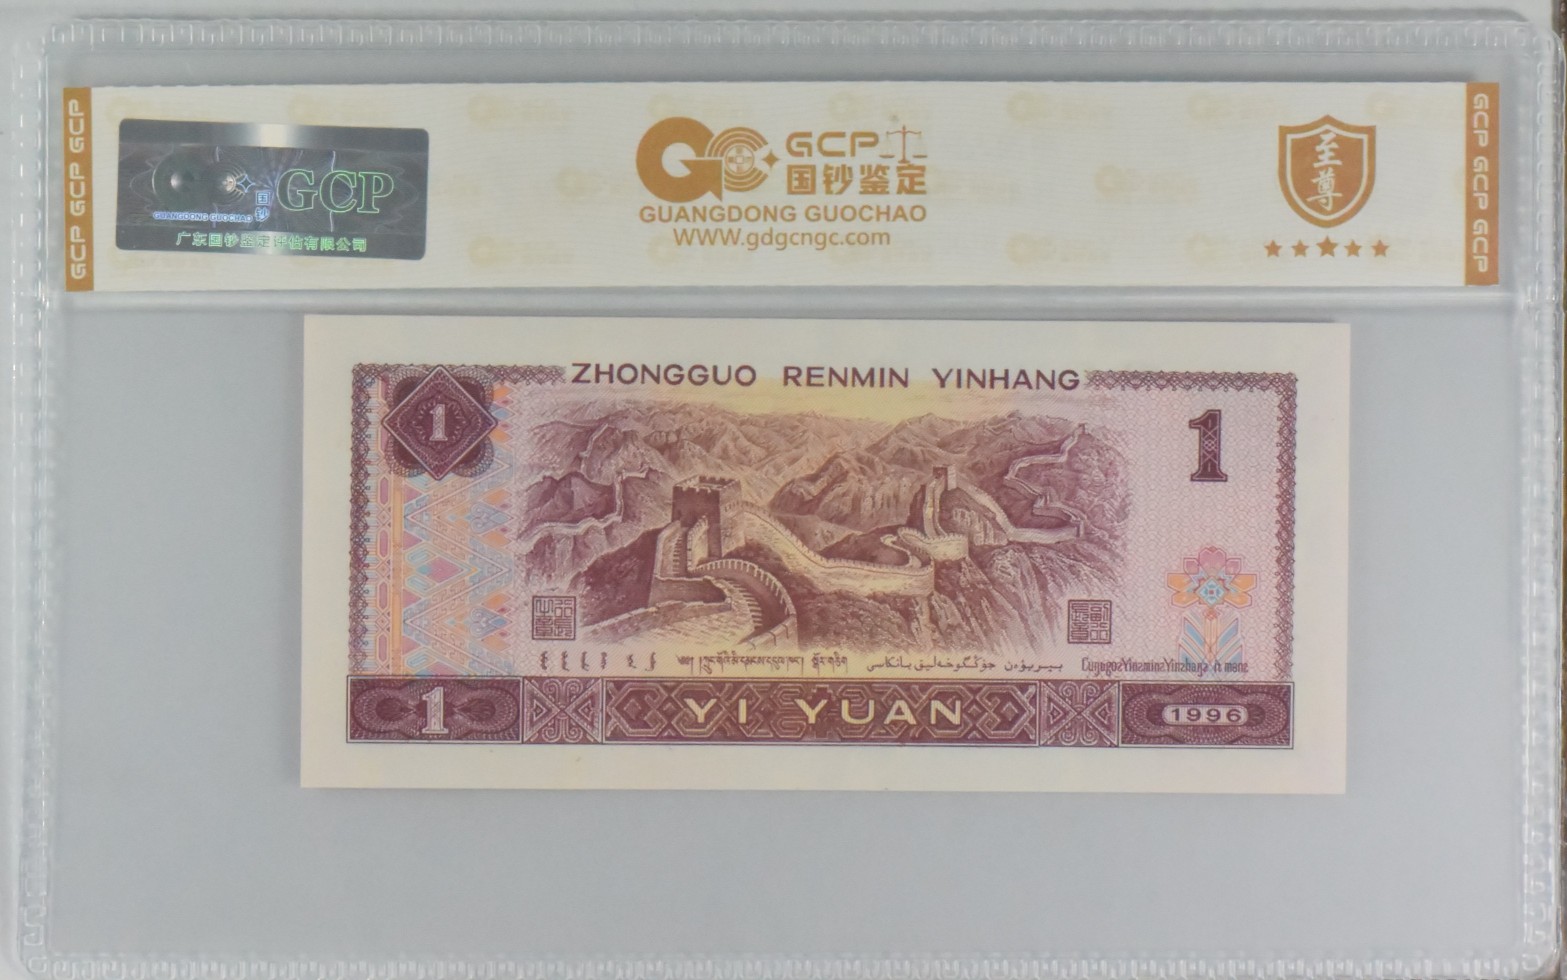 GCP GCP GCP
GCP
国钞
GUANGDONG GUOCHAO
广东国钞鉴定评估有限公司
GCP
国钞鉴定
GUANGDONG GUOCHAO
WWW.gdgcngc.com
至尊
GCP GCP GCP
ZHONGGUO RENMIN YINHANG
1
1
1
YI YUAN
1996